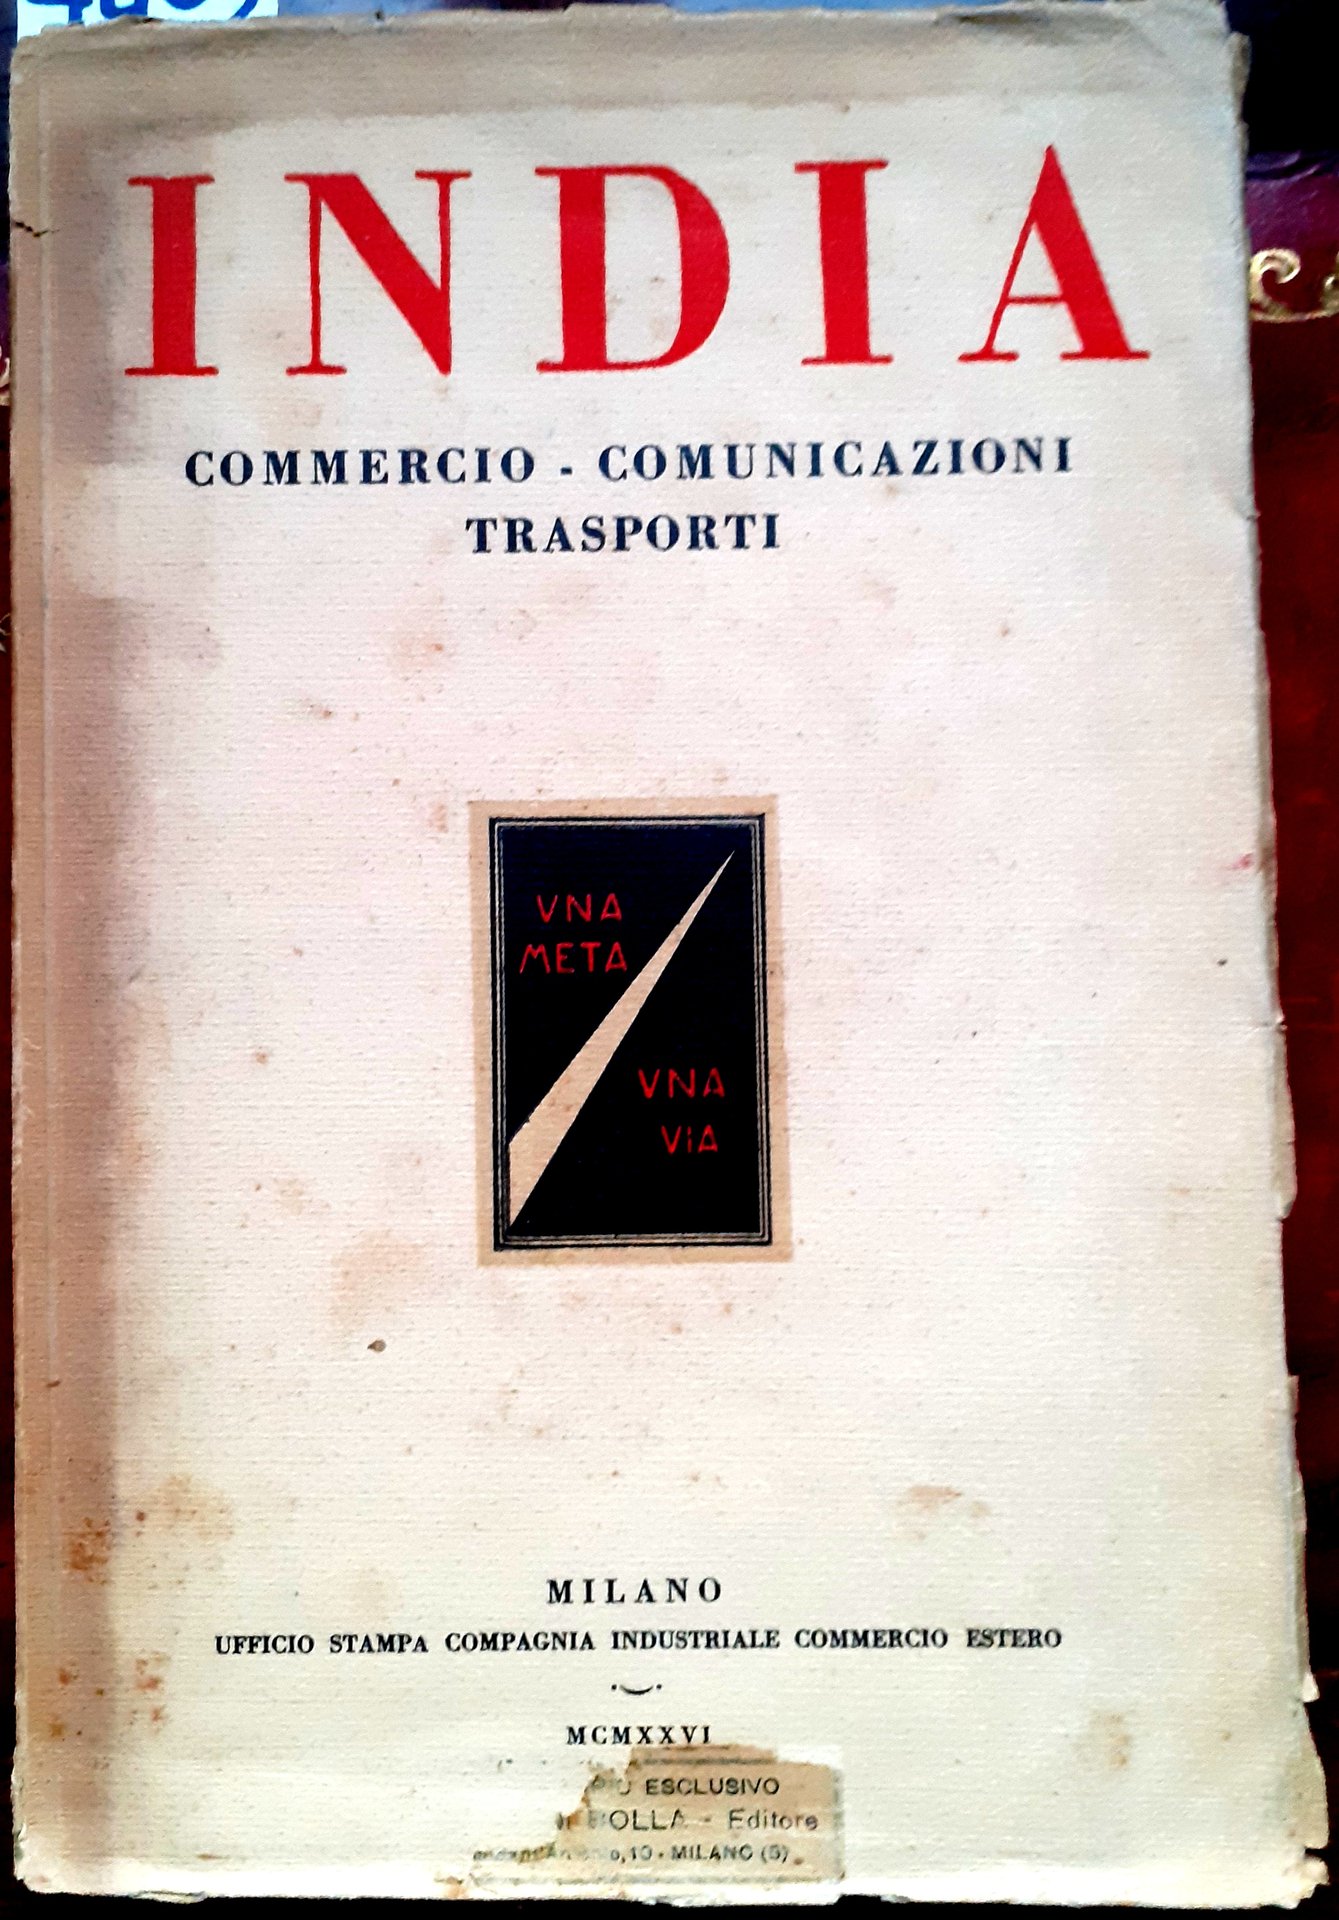 INDIA
COMMERCIO - COMUNICAZIONI
TRASPORTI
VNA
META
VNA
ViA
MILANO
UFFICIO STAMPA COMPAGNIA INDUSTRIALE COMMERCIO ESTERO
MCMXXVI
ESCLUSIVO
- Editore
,10 - MILANO (5)